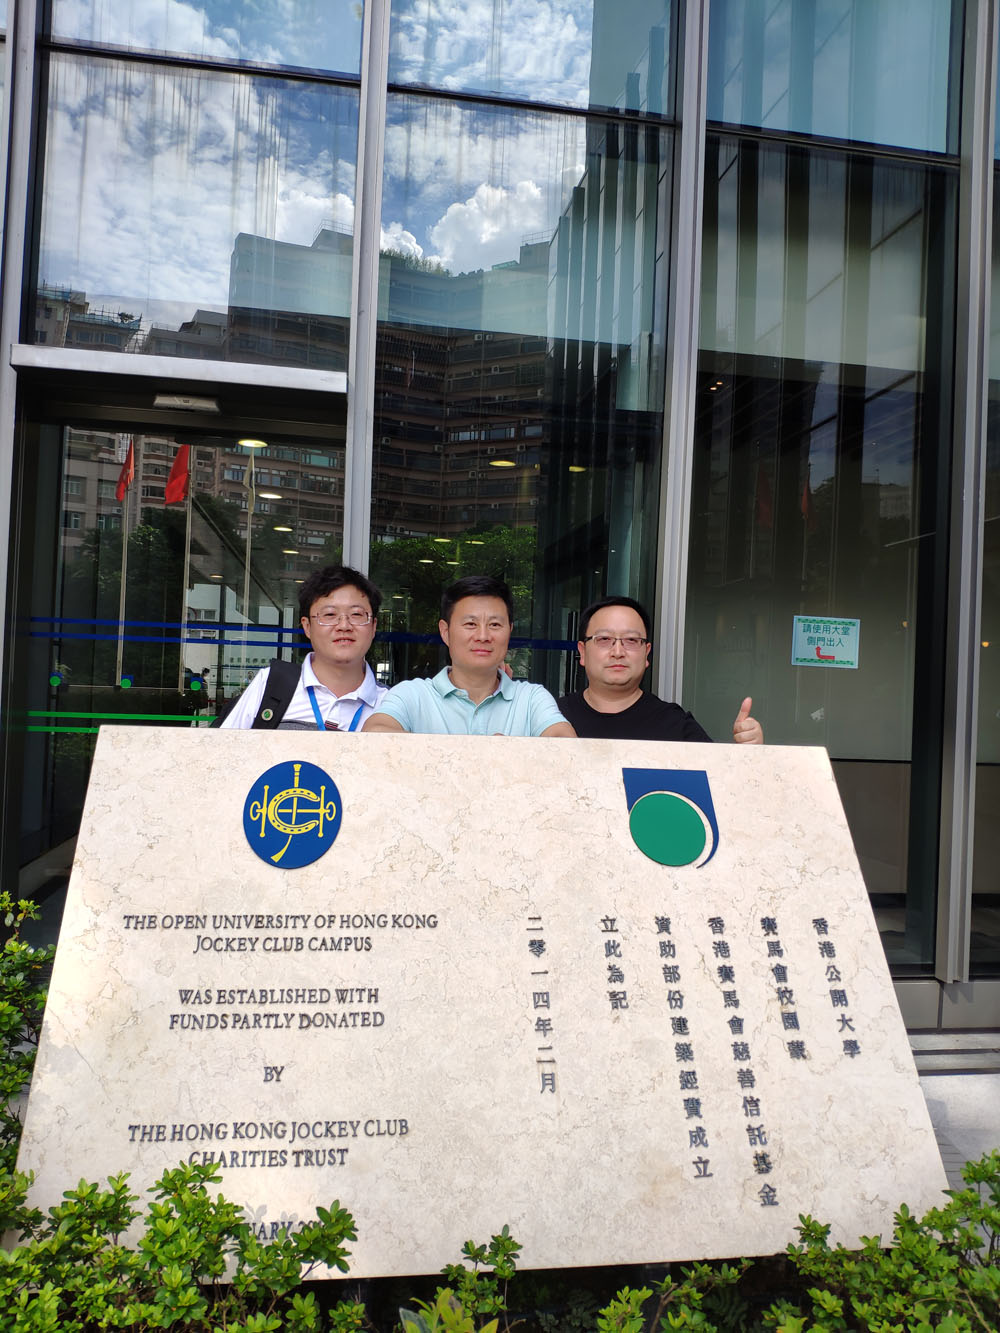 請使用大堂
側門出入
THE OPEN UNIVERSITY OF HONG KONG
JOCKEY CLUB CAMPUS
WAS ESTABLISHED WITH
FUNDS PARTLY DONATED
BY
THE HONG KONG JOCKEY CLUB
CHARITIES TRUST
香港公開大學
賽馬會校園蒙
香港賽馬會慈善信託基金
資助部份建築經費成立
立此為記
二零一四年二月